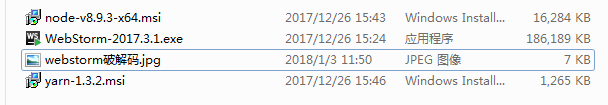 node-v8.9.3-x64.msi 2017/12/26 15:43 Windows Install... 16,284 KB
WebStorm-2017.3.1.exe 2017/12/26 15:24 应用程序 186,189 KB
webstorm破解码.jpg 2018/1/3 11:50 JPEG 图像 7 KB
yarn-1.3.2.msi 2017/12/26 15:46 Windows Install... 1,265 KB